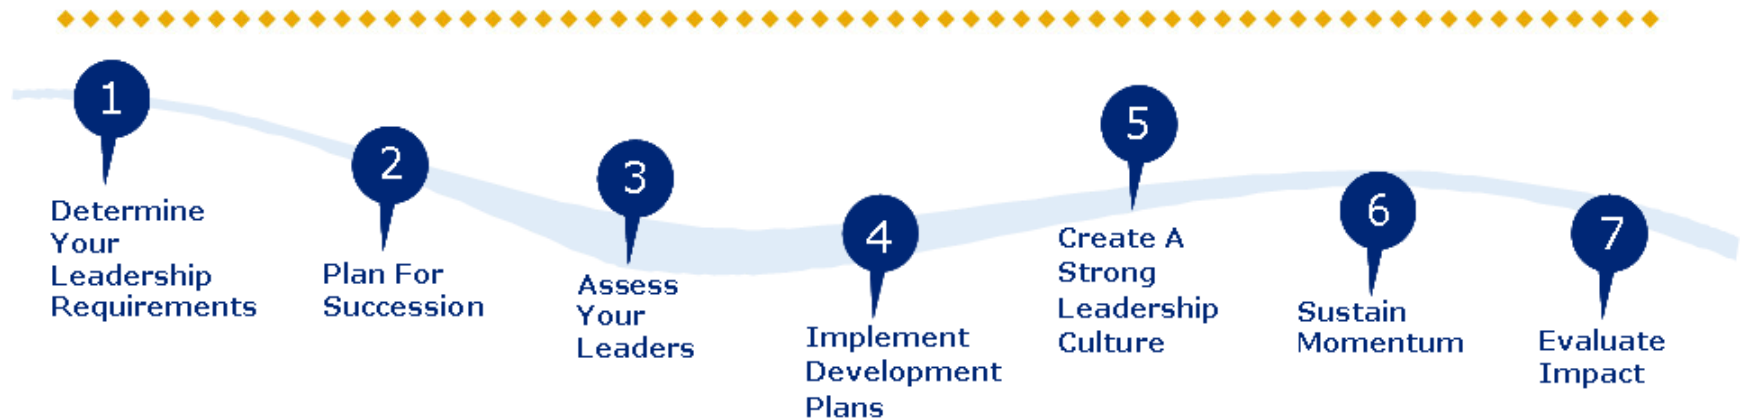 1
Determine
Your
Leadership
Requirements
2
Plan For
Succession
3
Assess
Your
Leaders
4
Implement
Development
Plans
5
Create A
Strong
Leadership
Culture
6
Sustain
Momentum
7
Evaluate
Impact